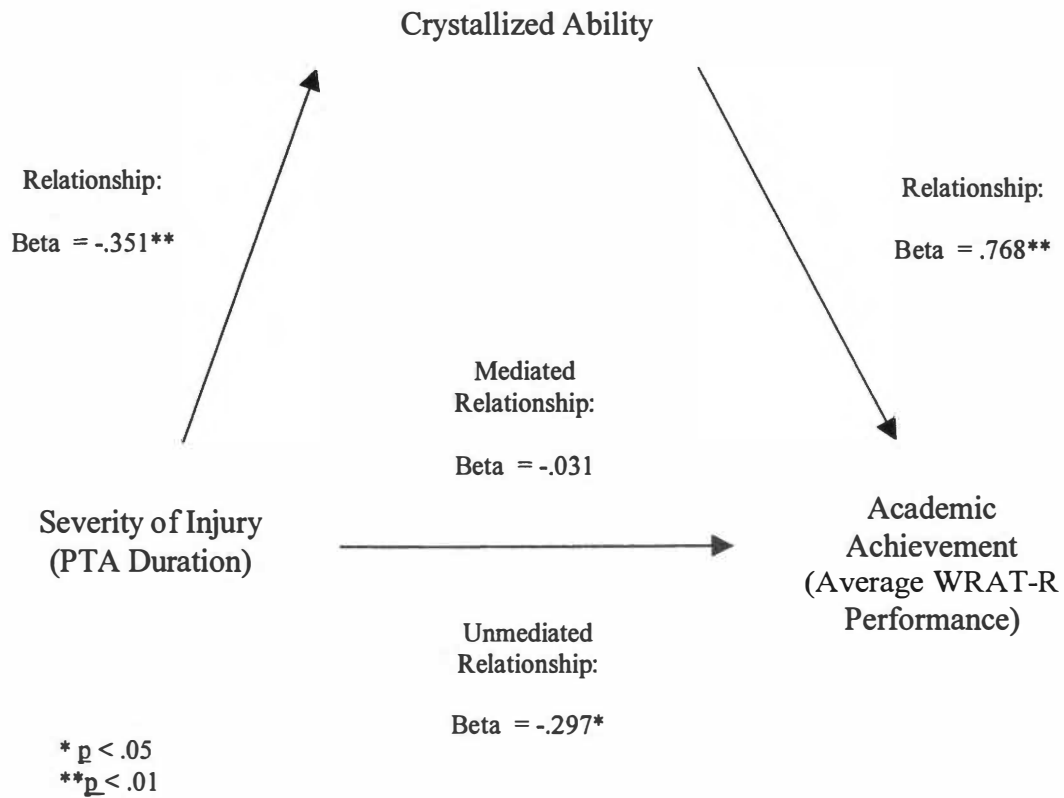 Crystallized Ability
Relationship:
Beta = -.351**
Relationship:
Beta = .768**
Mediated
Relationship:
Beta = -.031
Severity of Injury
(PTA Duration)
Academic
Achievement
(Average WRAT-R
Performance)
Unmediated
Relationship:
Beta = -.297*
* p < .05
**p < .01